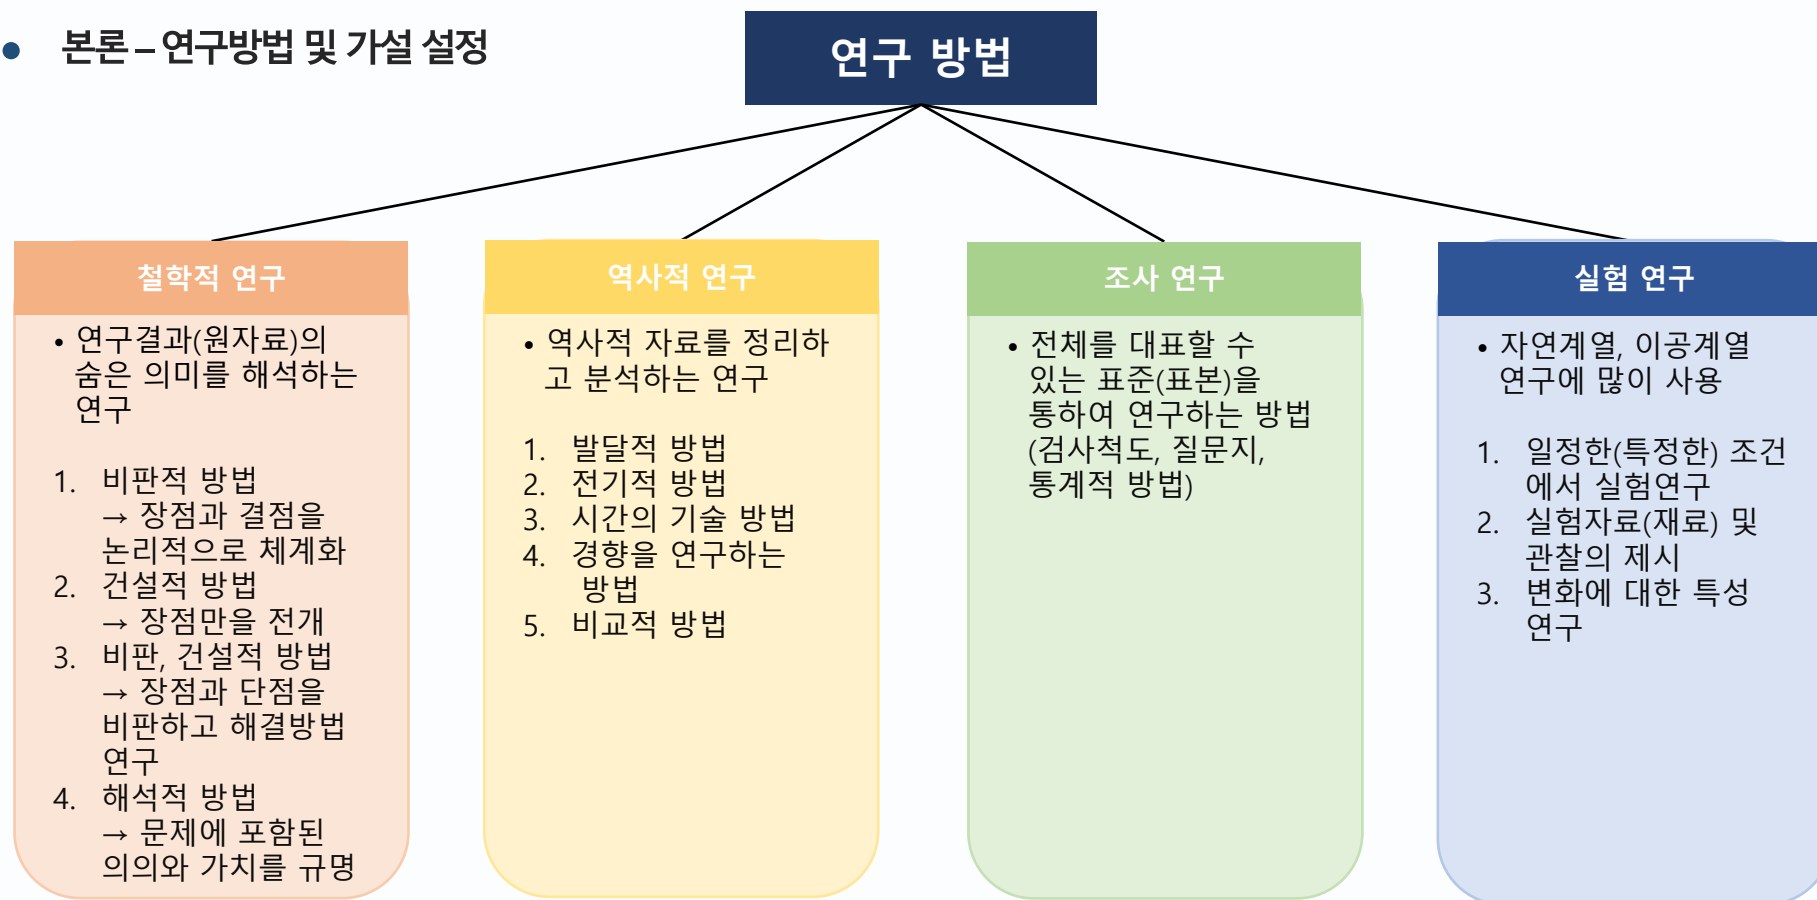 ● 본론 – 연구방법 및 가설 설정
연구 방법
철학적 연구
• 연구결과(원자료)의
숨은 의미를 해석하는
연구
1. 비판적 방법
→ 장점과 결점을
논리적으로 체계화
2. 건설적 방법
→ 장점만을 전개
3. 비판, 건설적 방법
→ 장점과 단점을
비판하고 해결방법
연구
4. 해석적 방법
→ 문제에 포함된
의의와 가치를 규명
역사적 연구
• 역사적 자료를 정리하
고 분석하는 연구
1. 발달적 방법
2. 전기적 방법
3. 시간의 기술 방법
4. 경향을 연구하는
방법
5. 비교적 방법
조사 연구
• 전체를 대표할 수
있는 표준(표본)을
통하여 연구하는 방법
(검사척도, 질문지,
통계적 방법)
실험 연구
• 자연계열, 이공계열
연구에 많이 사용
1. 일정한(특정한) 조건
에서 실험연구
2. 실험자료(재료) 및
관찰의 제시
3. 변화에 대한 특성
연구